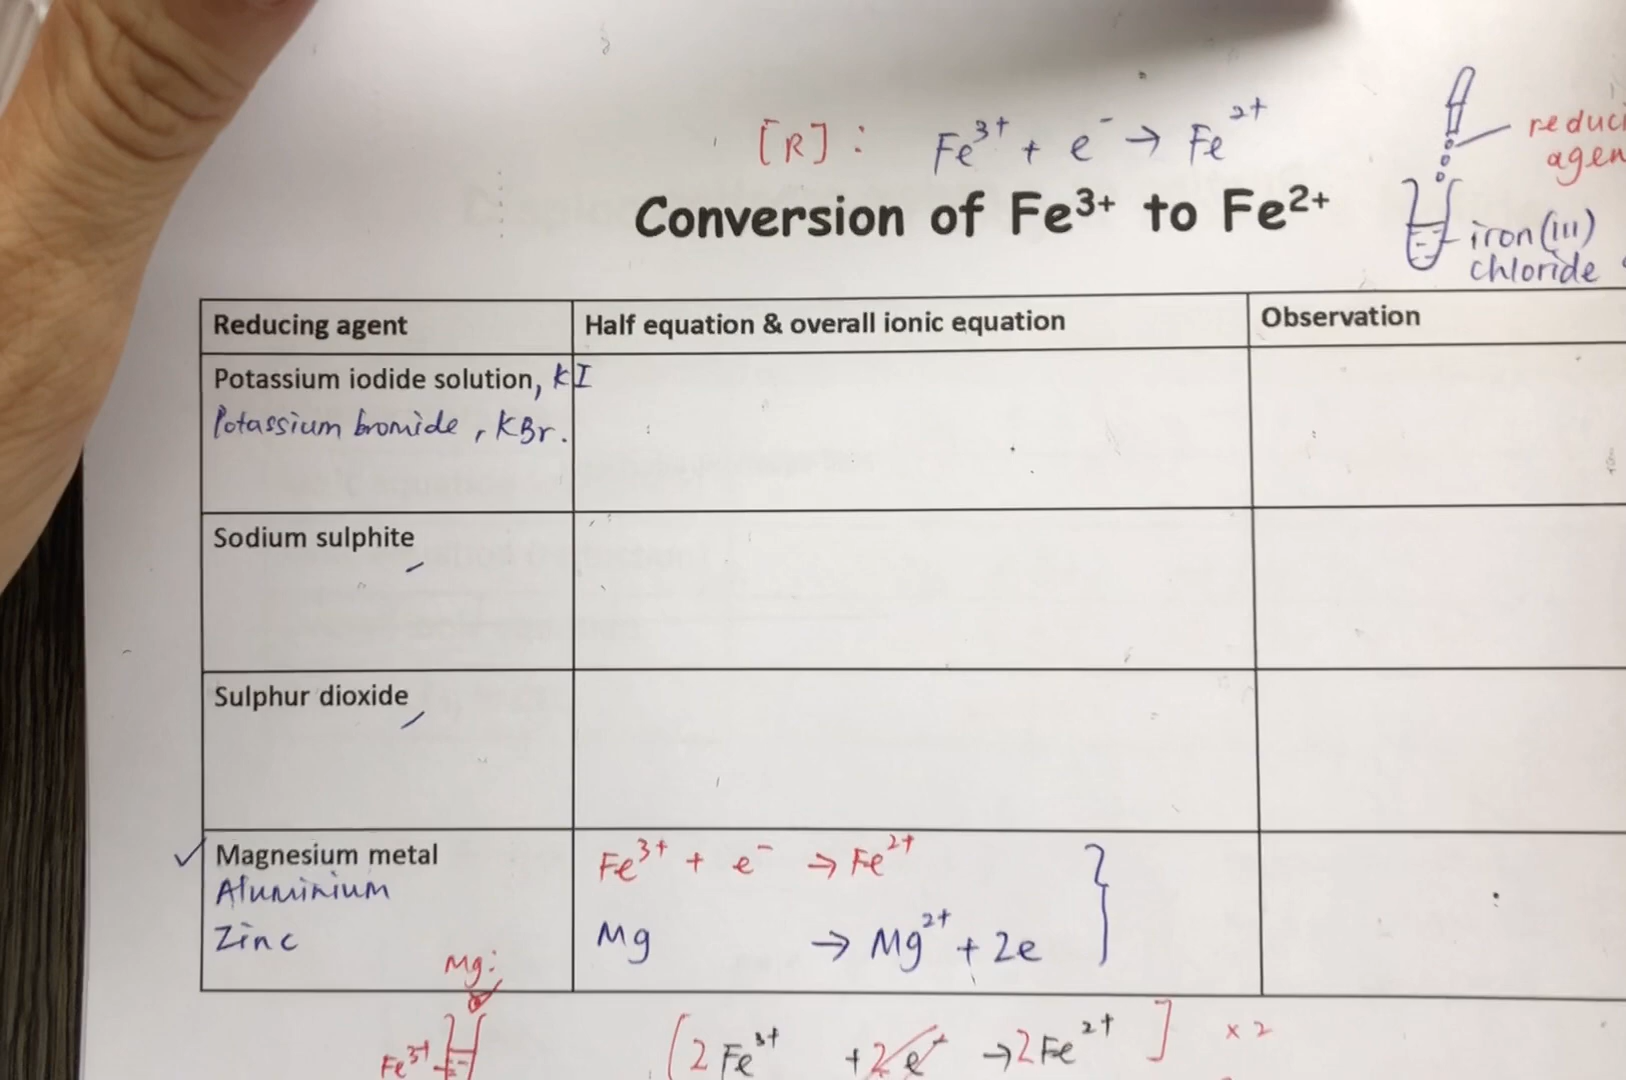 [R] : Fe³⁺ + e⁻ → Fe²⁺
Conversion of Fe³⁺ to Fe²⁺
iron(III)
chloride
Reducing agent
Half equation & overall ionic equation
Observation
Potassium iodide solution, KI
Potassium bromide, KBr.
Sodium sulphite
Sulphur dioxide
Magnesium metal
Aluminium
Zinc
Fe³⁺ + e⁻ → Fe²⁺
Mg → Mg²⁺ + 2e
Mg:
Fe³⁺
[2Fe³⁺ + 2e⁻ → 2Fe²⁺] x 2